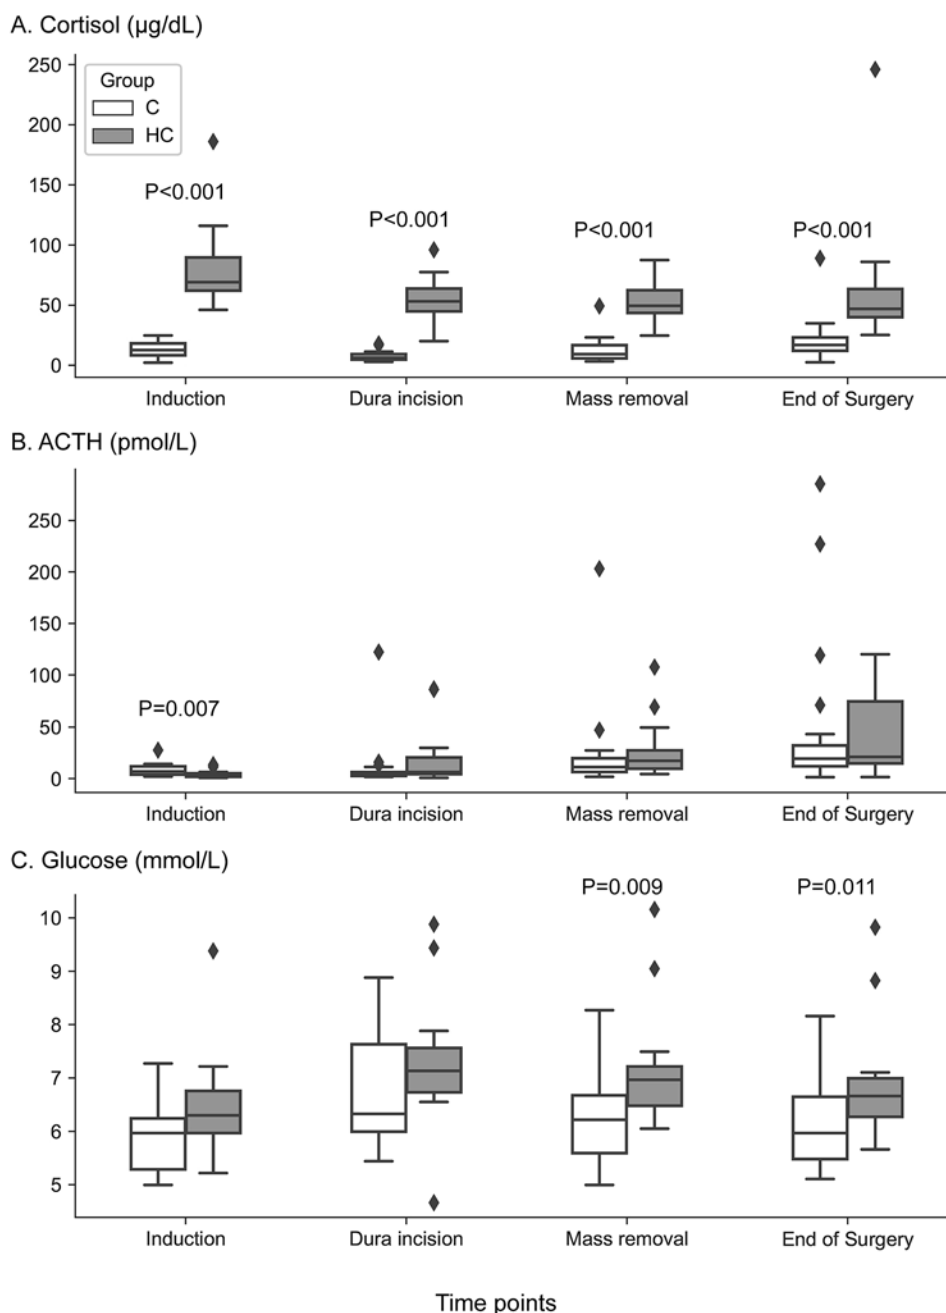 A. Cortisol (µg/dL)
250
200
150
100
50
0
Group
C
HC
P<0.001
P<0.001
P<0.001
P<0.001
Induction
Dura incision
Mass removal
End of Surgery
B. ACTH (pmol/L)
250
200
150
100
50
0
P=0.007
Induction
Dura incision
Mass removal
End of Surgery
C. Glucose (mmol/L)
10
9
8
7
6
5
P=0.009
P=0.011
Induction
Dura incision
Mass removal
End of Surgery
Time points